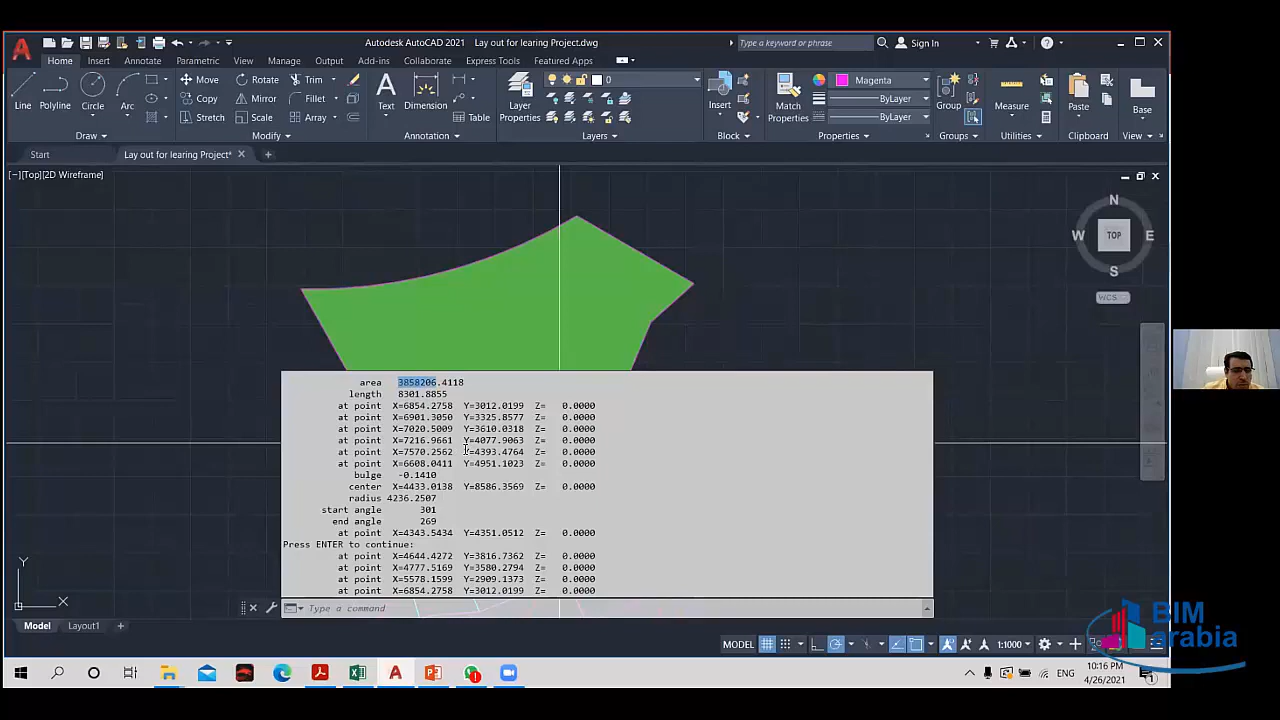 Autodesk AutoCAD 2021 Lay out for learing Project.dwg
Type a keyword or phrase
Sign In
Home Insert Annotate Parametric View Manage Output Add-ins Collaborate Express Tools Featured Apps
Line Polyline Circle Arc
Move Rotate Trim
Copy Mirror Fillet
Stretch Scale Array
Text Dimension Table
Layer Properties
0
Insert
Match Properties
Magenta
ByLayer
ByLayer
Group
Measure
Paste
Base
Draw Modify Annotation Layers Block Properties Groups Utilities Clipboard View
Start Lay out for learing Project*
[−][Top][2D Wireframe]
N
W TOP E
S
WCS
area 3858206.4118
length 8301.8855
at point X=6854.2758 Y=3012.0199 Z= 0.0000
at point X=6901.3050 Y=3325.8577 Z= 0.0000
at point X=7020.5009 Y=3610.0318 Z= 0.0000
at point X=7216.9661 Y=4077.9063 Z= 0.0000
at point X=7570.2562 Y=4393.4764 Z= 0.0000
at point X=6608.0411 Y=4951.1023 Z= 0.0000
bulge -0.1410
center X=4433.0138 Y=8586.3569 Z= 0.0000
radius 4236.2507
start angle 301
end angle 269
at point X=4343.5434 Y=4351.0512 Z= 0.0000
Press ENTER to continue:
at point X=4644.4272 Y=3816.7362 Z= 0.0000
at point X=4777.5169 Y=3580.2794 Z= 0.0000
at point X=5578.1599 Y=2909.1373 Z= 0.0000
at point X=6854.2758 Y=3012.0199 Z= 0.0000
Type a command
Y
X
Model Layout1
MODEL 1:1000
BIM
arabia
ENG
10:16 PM
4/26/2021